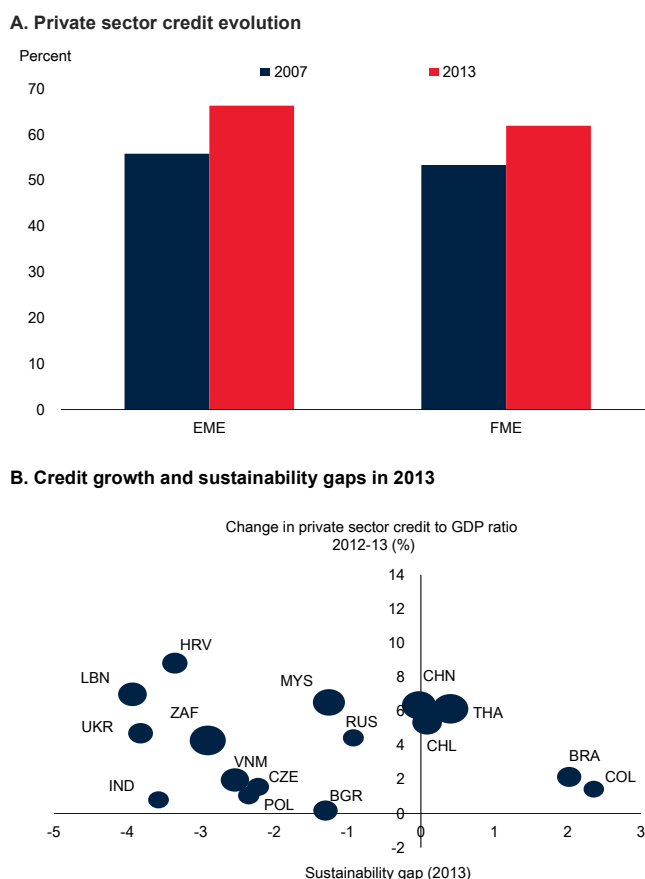 A. Private sector credit evolution
Percent
2007 2013
70
60
50
40
30
20
10
0
EME FME
B. Credit growth and sustainability gaps in 2013
Change in private sector credit to GDP ratio
2012-13 (%)
14
12
10
HRV
8
LBN MYS CHN
6
UKR ZAF RUS THA
4
CHL
VNM BRA
2
IND CZE COL
POL BGR
0
-5 -4 -3 -2 -1 0 1 2 3
-2
Sustainability gap (2013)